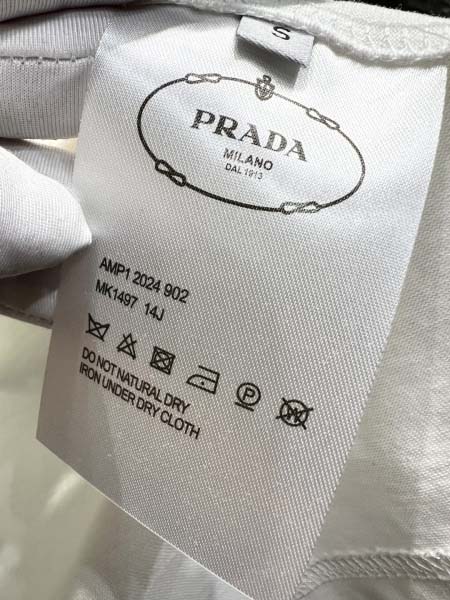 S
PRADA
MILANO
DAL 1913
AMP1 2024 902
MK1497 14J
P
W
DO NOT NATURAL DRY
IRON UNDER DRY CLOTH